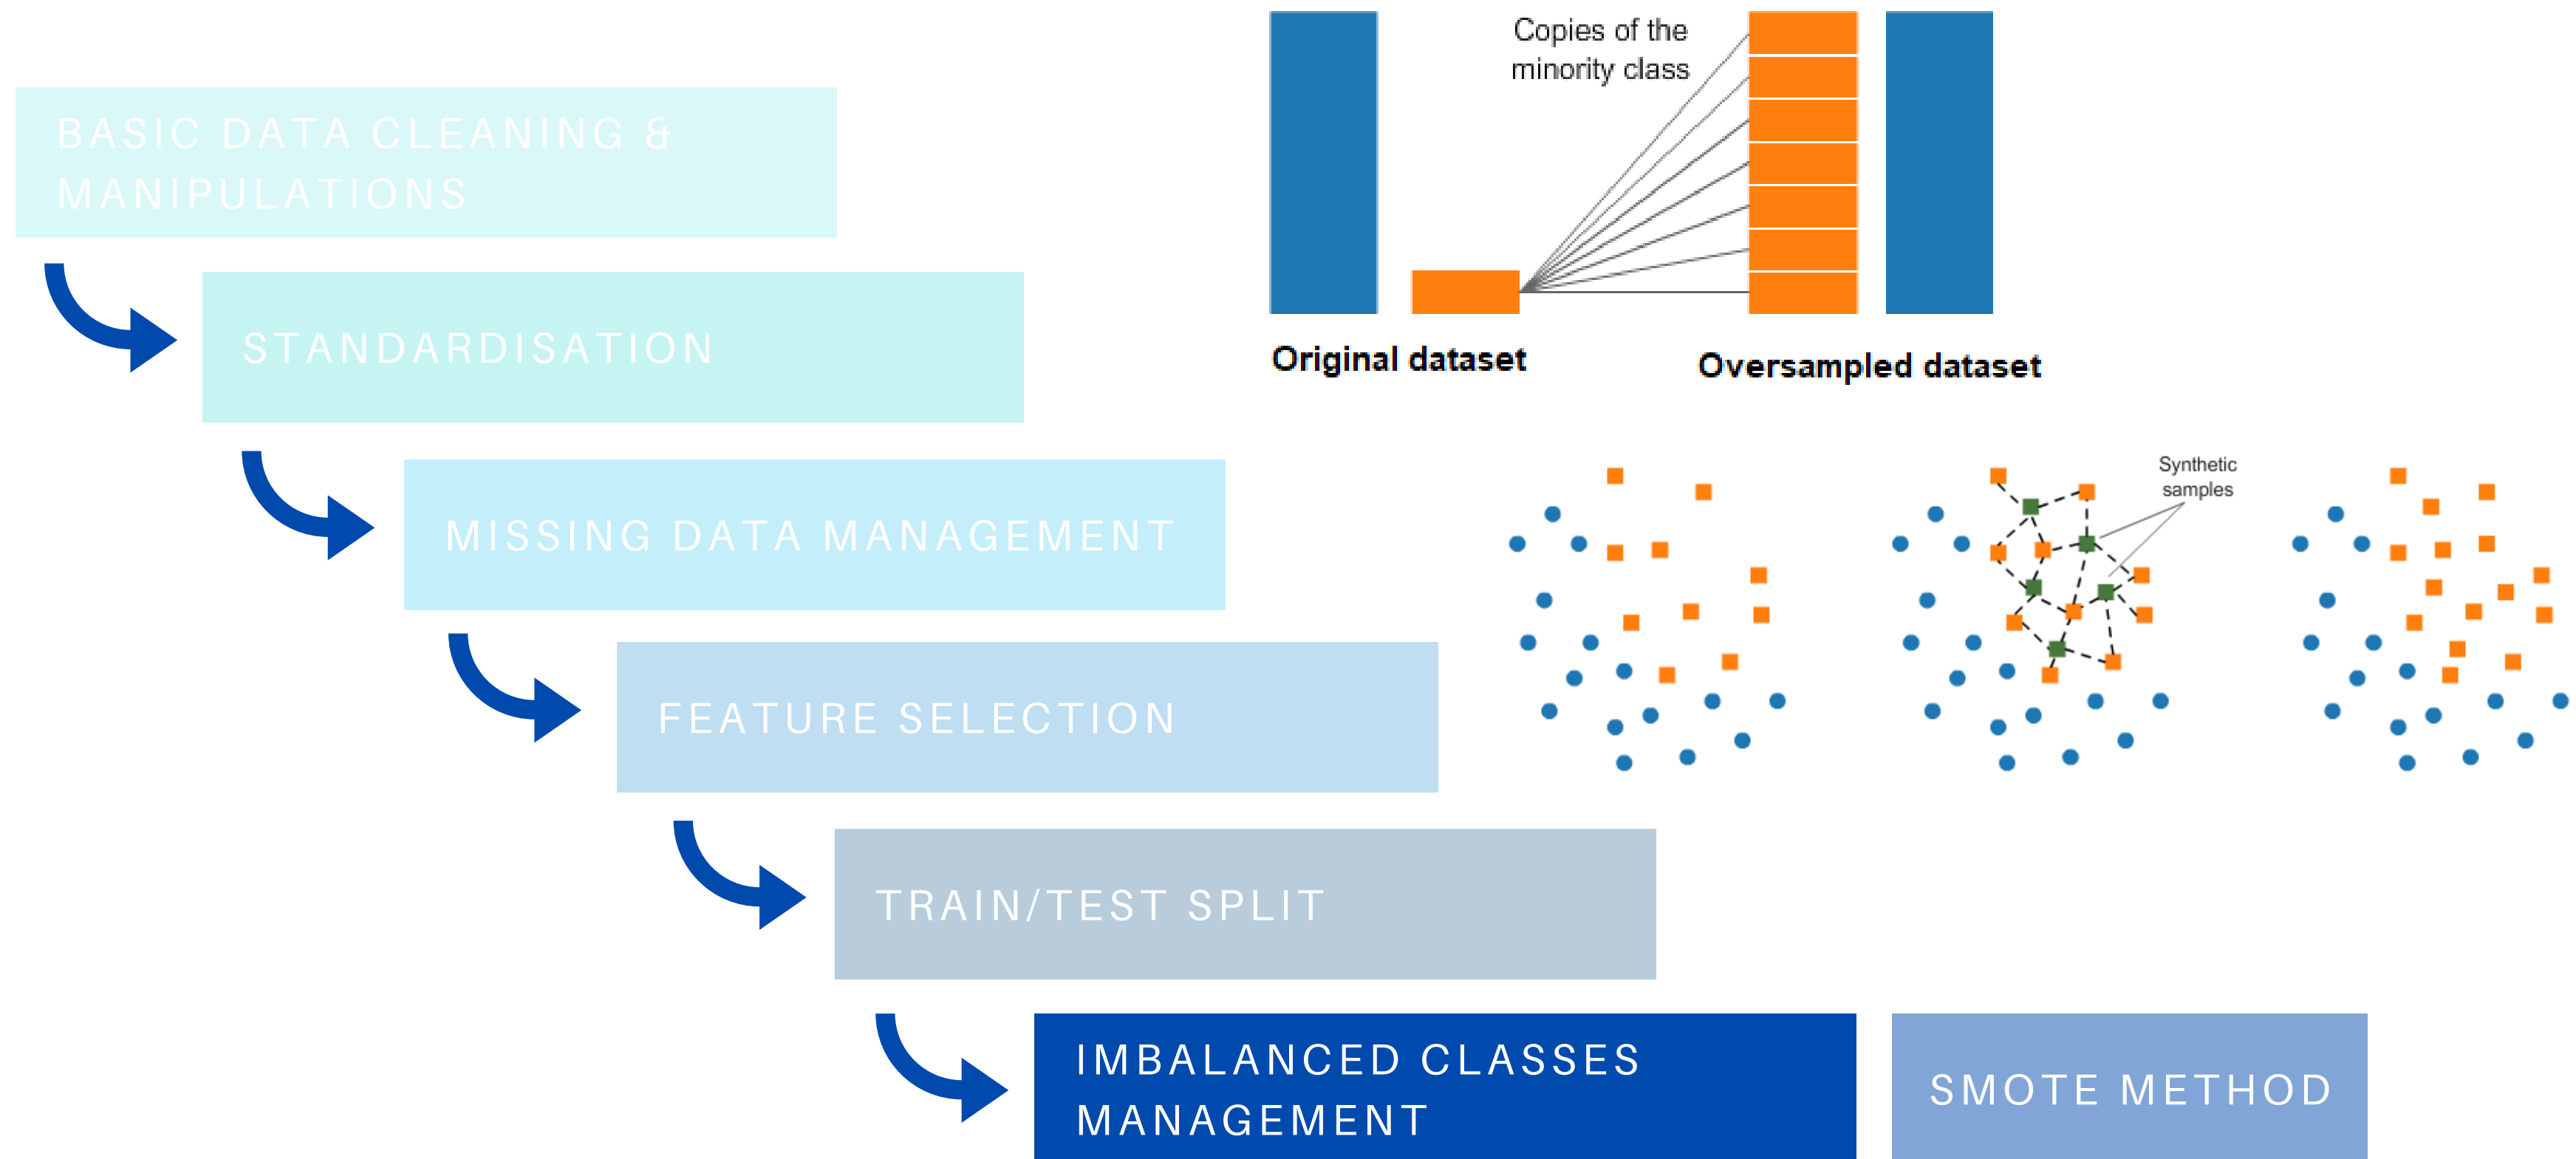 Copies of the
minority class
BASIC DATA CLEANING &
MANIPULATIONS
STANDARDISATION
Original dataset
Oversampled dataset
Synthetic
samples
MISSING DATA MANAGEMENT
FEATURE SELECTION
TRAIN/TEST SPLIT
IMBALANCED CLASSES
MANAGEMENT
SMOTE METHOD